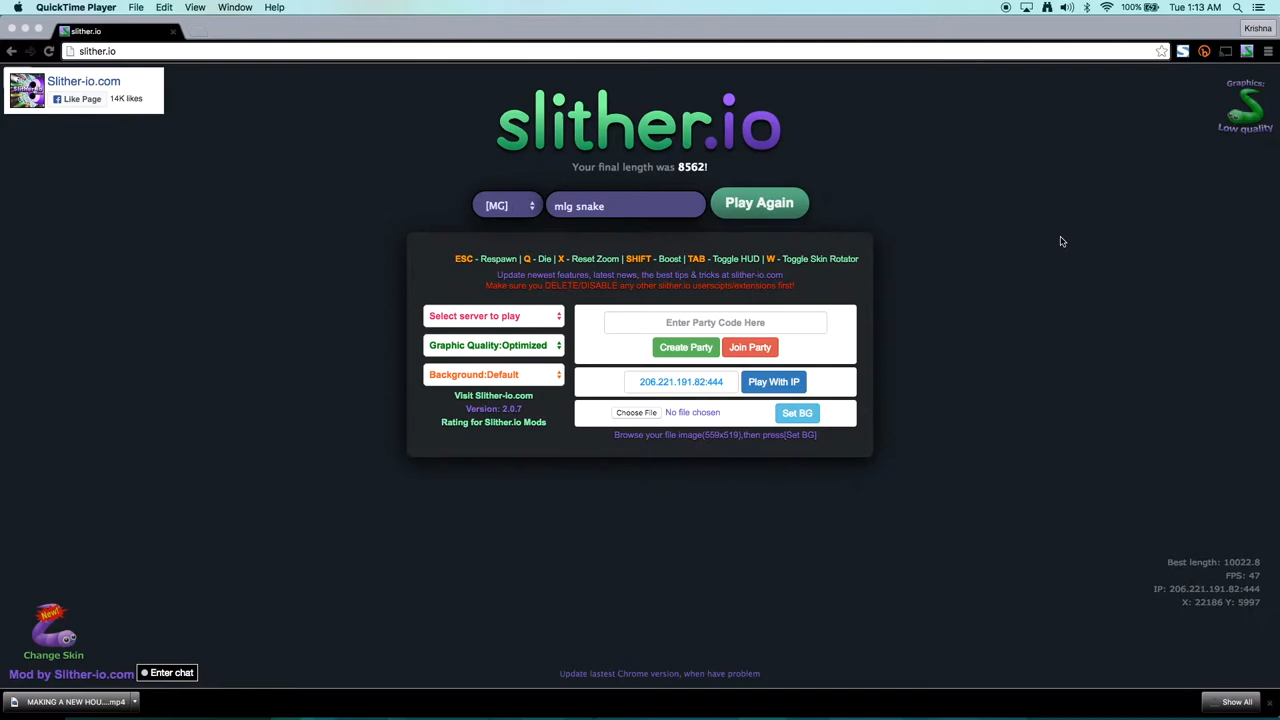 QuickTime Player File Edit View Window Help 100% Tue 1:13 AM
slither.io Krishna
slither.io
Slither-io.com
Like Page 14K likes
Graphics:
Low quality
slither.io
Your final length was 8562!
[MG] mlg snake Play Again
ESC - Respawn | Q - Die | X - Reset Zoom | SHIFT - Boost | TAB - Toggle HUD | W - Toggle Skin Rotator
Update newest features, latest news, the best tips & tricks at slither-io.com
Make sure you DELETE/DISABLE any other slither.io userscipts/extensions first!
Select server to play
Graphic Quality:Optimized
Background:Default
Visit Slither-io.com
Version: 2.0.7
Rating for Slither.io Mods
Enter Party Code Here
Create Party Join Party
206.221.191.82:444 Play With IP
Choose File No file chosen Set BG
Browse your file image(559x519),then press[Set BG]
Best length: 10022.8
FPS: 47
IP: 206.221.191.82:444
X: 22186 Y: 5997
New!
Change Skin
Mod by Slither-io.com Enter chat
Update lastest Chrome version, when have problem
MAKING A NEW HOU....mp4 Show All